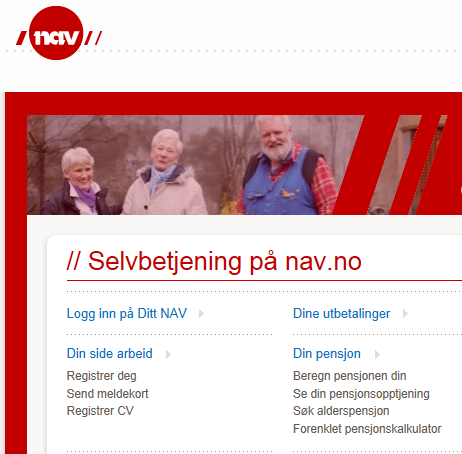 nav
// Selvbetjening på nav.no
Logg inn på Ditt NAV
Dine utbetalinger
Din side arbeid
Registrer deg
Send meldekort
Registrer CV
Din pensjon
Beregn pensjonen din
Se din pensjonsopptjening
Søk alderspensjon
Forenklet pensjonskalkulator